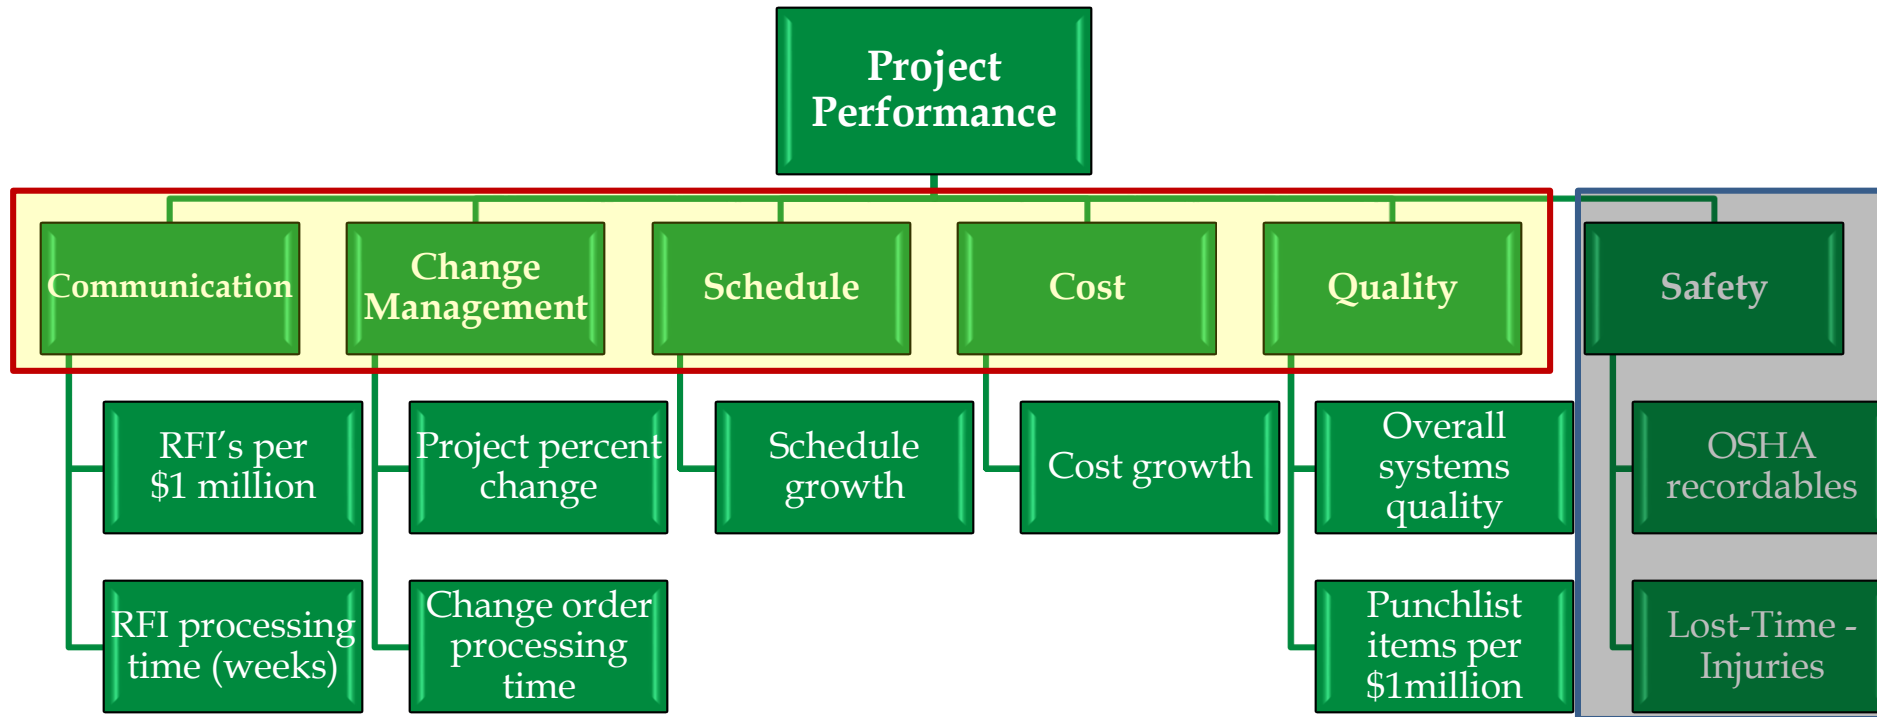 Project
Performance
Communication
Change
Management
Schedule
Cost
Quality
Safety
RFI's per
$1 million
Project percent
change
Schedule
growth
Cost growth
Overall
systems
quality
OSHA
recordables
RFI processing
time (weeks)
Change order
processing
time
Punchlist
items per
$1million
Lost-Time -
Injuries